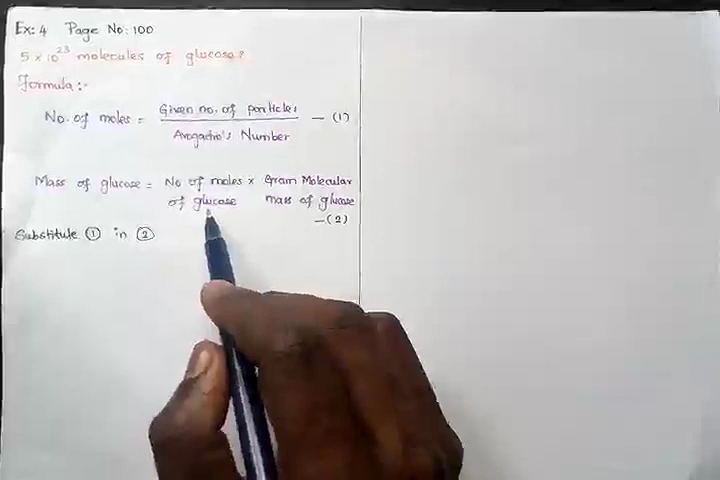 Ex: 4 Page No: 100
5 × 10²³ molecules of glucose?
Formula:-
No. of moles = Given no. of particles / Avogadro's Number — (1)
Mass of glucose = No of moles × Gram Molecular
of glucose mass of glucose
— (2)
Substitute ① in ②